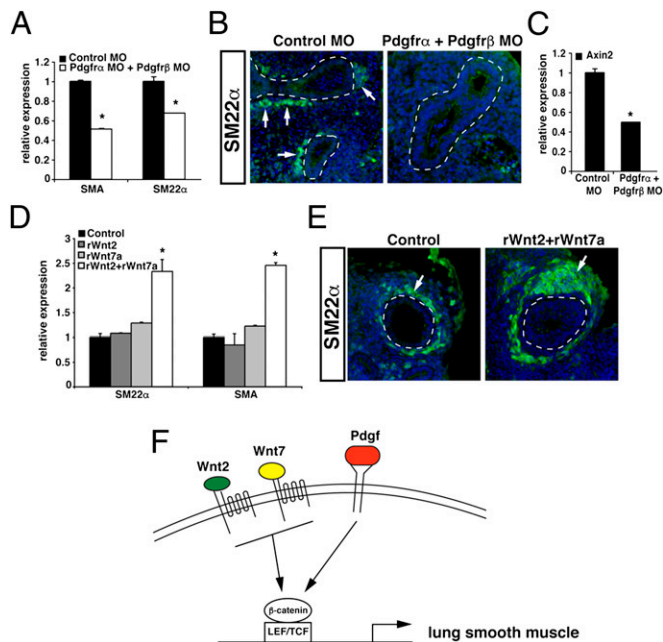 A
Control MO
Pdgfrα MO + Pdgfrβ MO
relative expression
1.2
1
0.8
0.6
0.4
0.2
0
*
*
SMA
SM22α
B
Control MO
Pdgfrα + Pdgfrβ MO
SM22α
C
Axin2
relative expression
1.2
1
0.8
0.6
0.4
0.2
0
*
Control MO
Pdgfrα + Pdgfrβ MO
D
Control
rWnt2
rWnt7a
rWnt2+rWnt7a
relative expression
3
2.5
2
1.5
1
0.5
0
*
*
SM22α
SMA
E
Control
rWnt2+rWnt7a
SM22α
F
Wnt2
Wnt7
Pdgf
β-catenin
LEF/TCF
lung smooth muscle